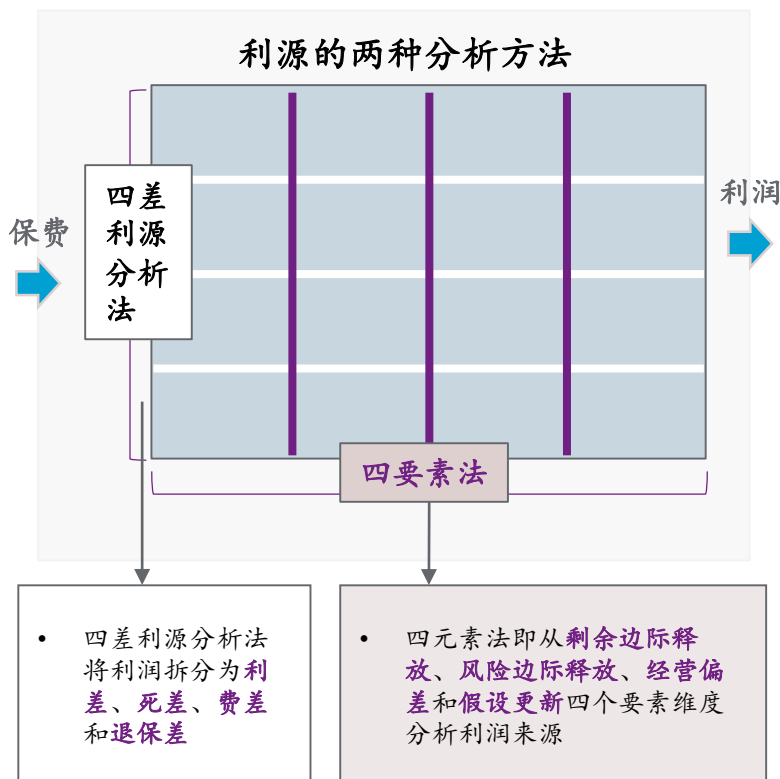 利源的两种分析方法
保费
四差
利源
分析
法
利润
四要素法
• 四差利源分析法
将利润拆分为利
差、死差、费差
和退保差
• 四元素法即从剩余边际释
放、风险边际释放、经营偏
差和假设更新四个要素维度
分析利润来源